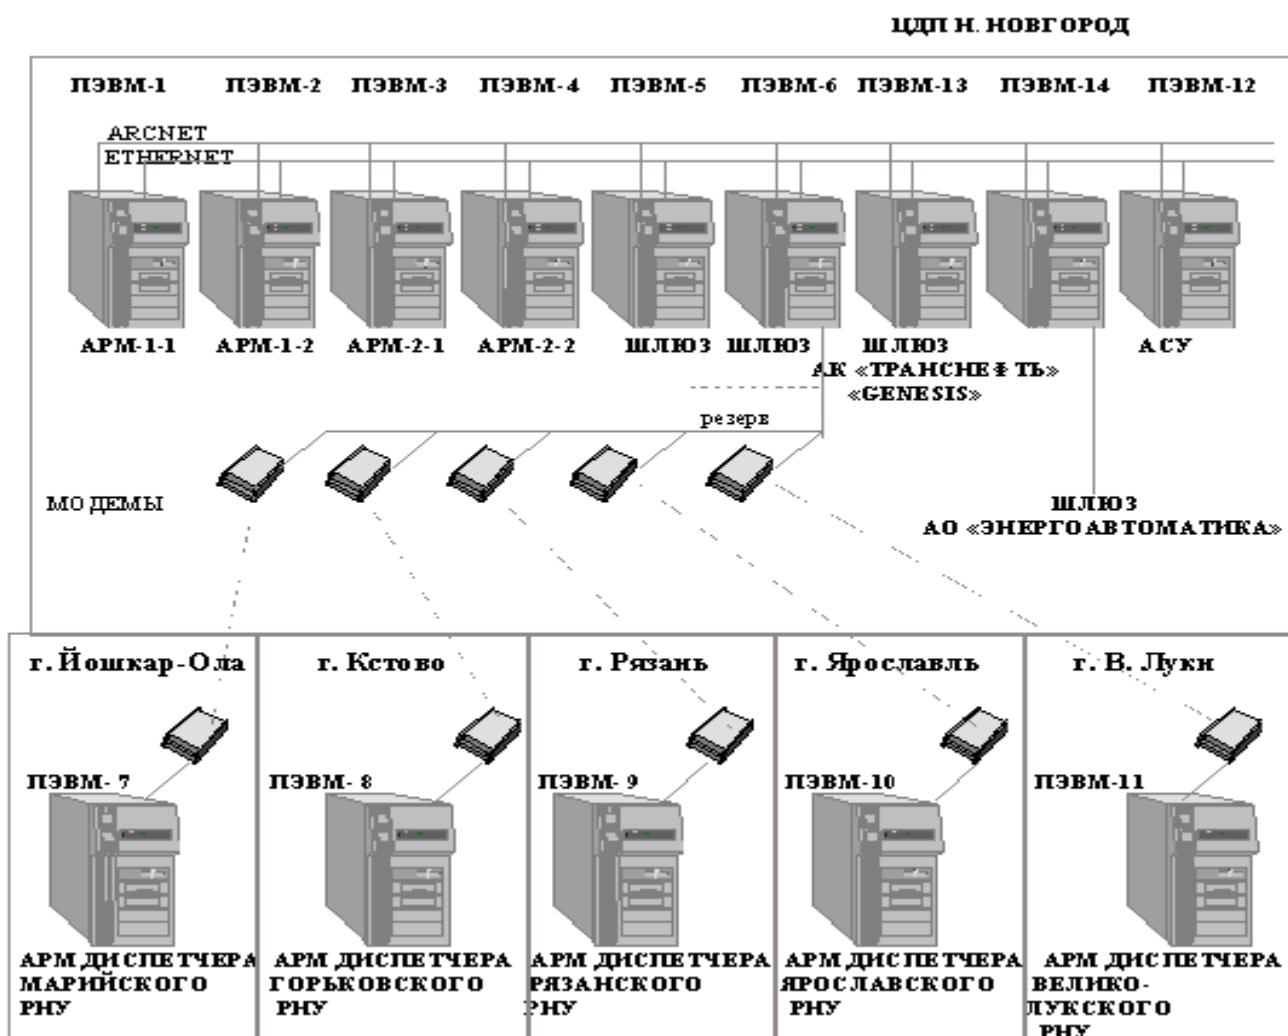 ЦДП Н. НОВГОРОД
ПЭВМ-1 ПЭВМ-2 ПЭВМ-3 ПЭВМ-4 ПЭВМ-5 ПЭВМ-6 ПЭВМ-13 ПЭВМ-14 ПЭВМ-12
ARCNET
ETHERNET
АРМ-1-1 АРМ-1-2 АРМ-2-1 АРМ-2-2 ШЛЮЗ ШЛЮЗ ШЛЮЗ АСУ
АК «ТРАНСНЕФТЬ»
«GENESIS»
резерв
МОДЕМЫ
ШЛЮЗ
АО «ЭНЕРГОАВТОМАТИКА»
г. Йошкар-Ола г. Кстово г. Рязань г. Ярославль г. В. Луки
ПЭВМ- 7 ПЭВМ- 8 ПЭВМ- 9 ПЭВМ-10 ПЭВМ-11
АРМ ДИСПЕТЧЕРА
МАРИЙСКОГО
РНУ
АРМ ДИСПЕТЧЕРА
ГОРЬКОВСКОГО
РНУ
АРМ ДИСПЕТЧЕРА
РЯЗАНСКОГО
РНУ
АРМ ДИСПЕТЧЕРА
ЯРОСЛАВСКОГО
РНУ
АРМ ДИСПЕТЧЕРА
ВЕЛИКО-
ЛУКСКОГО
РНУ